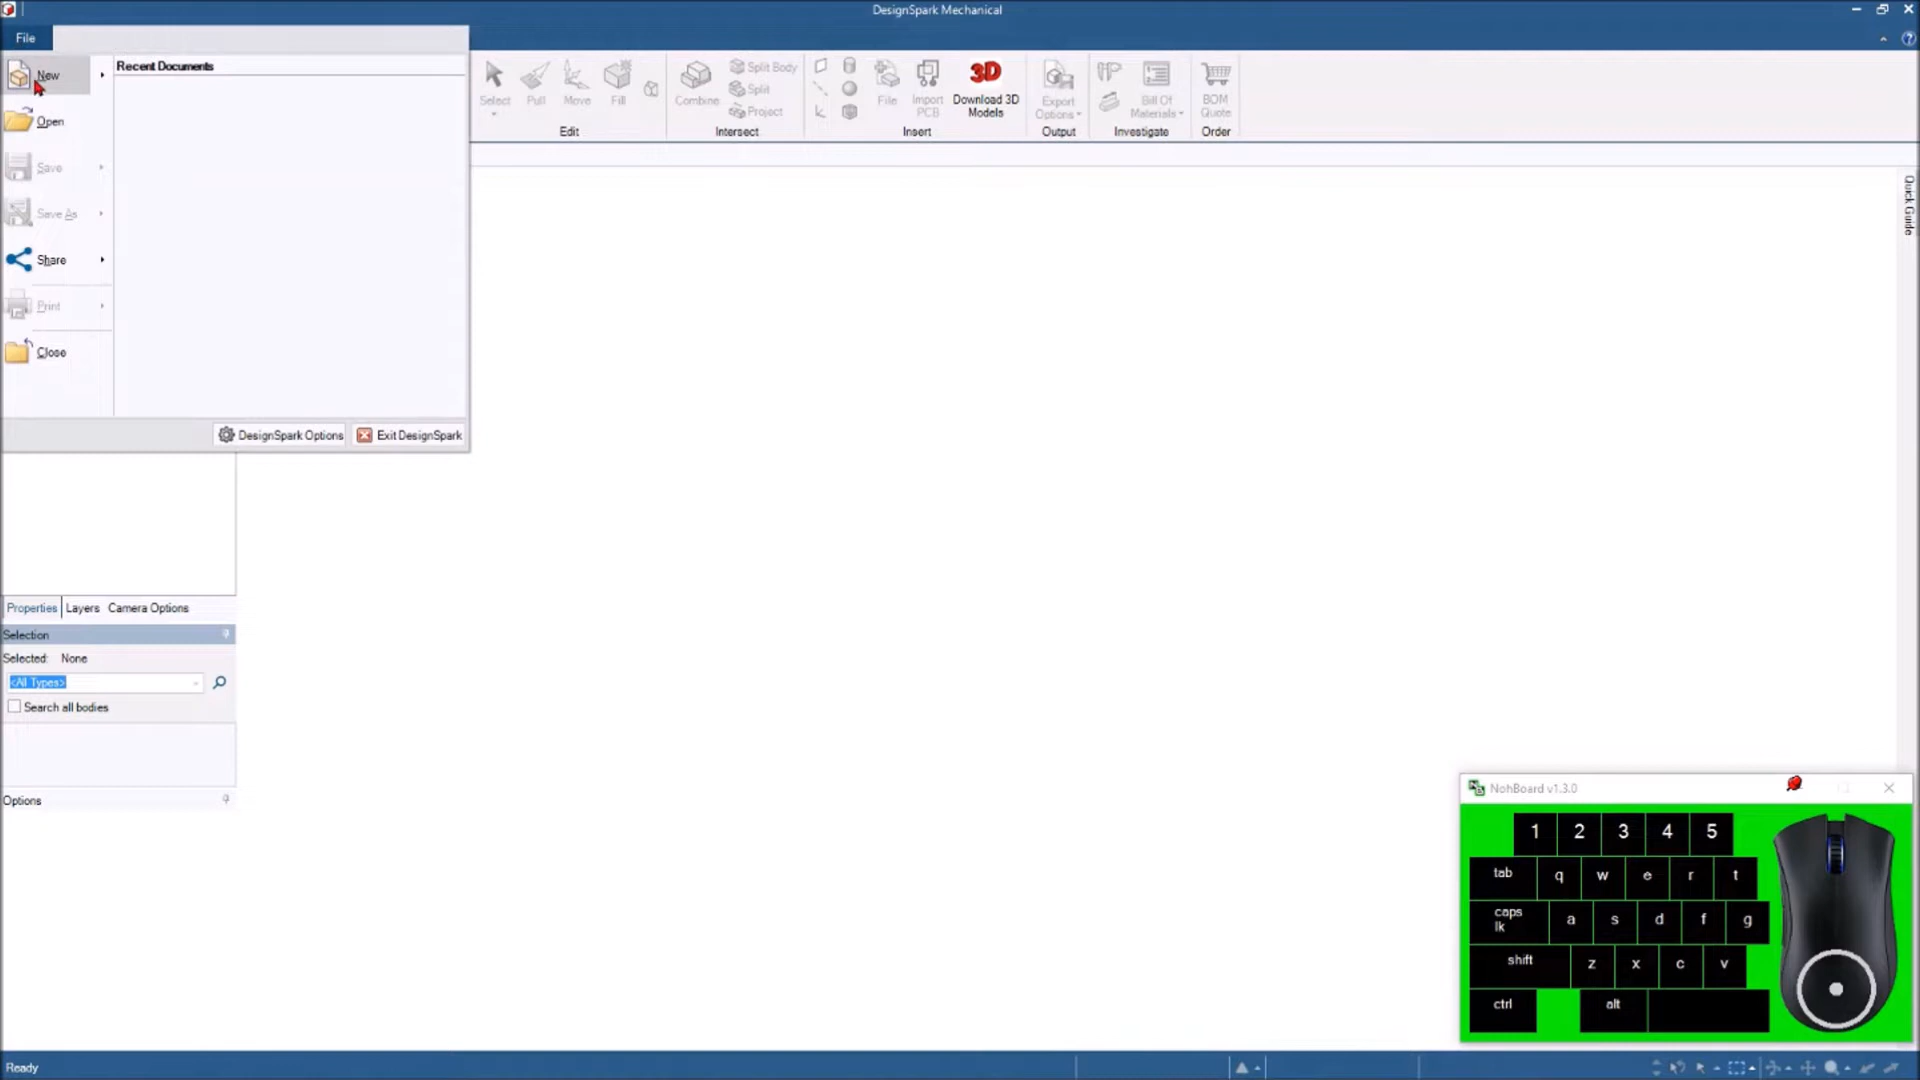 DesignSpark Mechanical
File
New
Recent Documents
Open
Save
Save As
Share
Print
Close
DesignSpark Options
Exit DesignSpark
Select
Pull
Move
Fill
Edit
Combine
Split Body
Split
Project
Intersect
File
Import
PCB
Download 3D
Models
3D
Insert
Export
Options
Output
Bill Of
Materials
Investigate
BOM
Quote
Order
Quick Guide
Properties
Layers
Camera Options
Selection
Selected: None
<All Types>
Search all bodies
Options
NohBoard v1.3.0
1 2 3 4 5
tab q w e r t
caps
lk
a s d f g
shift z x c v
ctrl alt
Ready